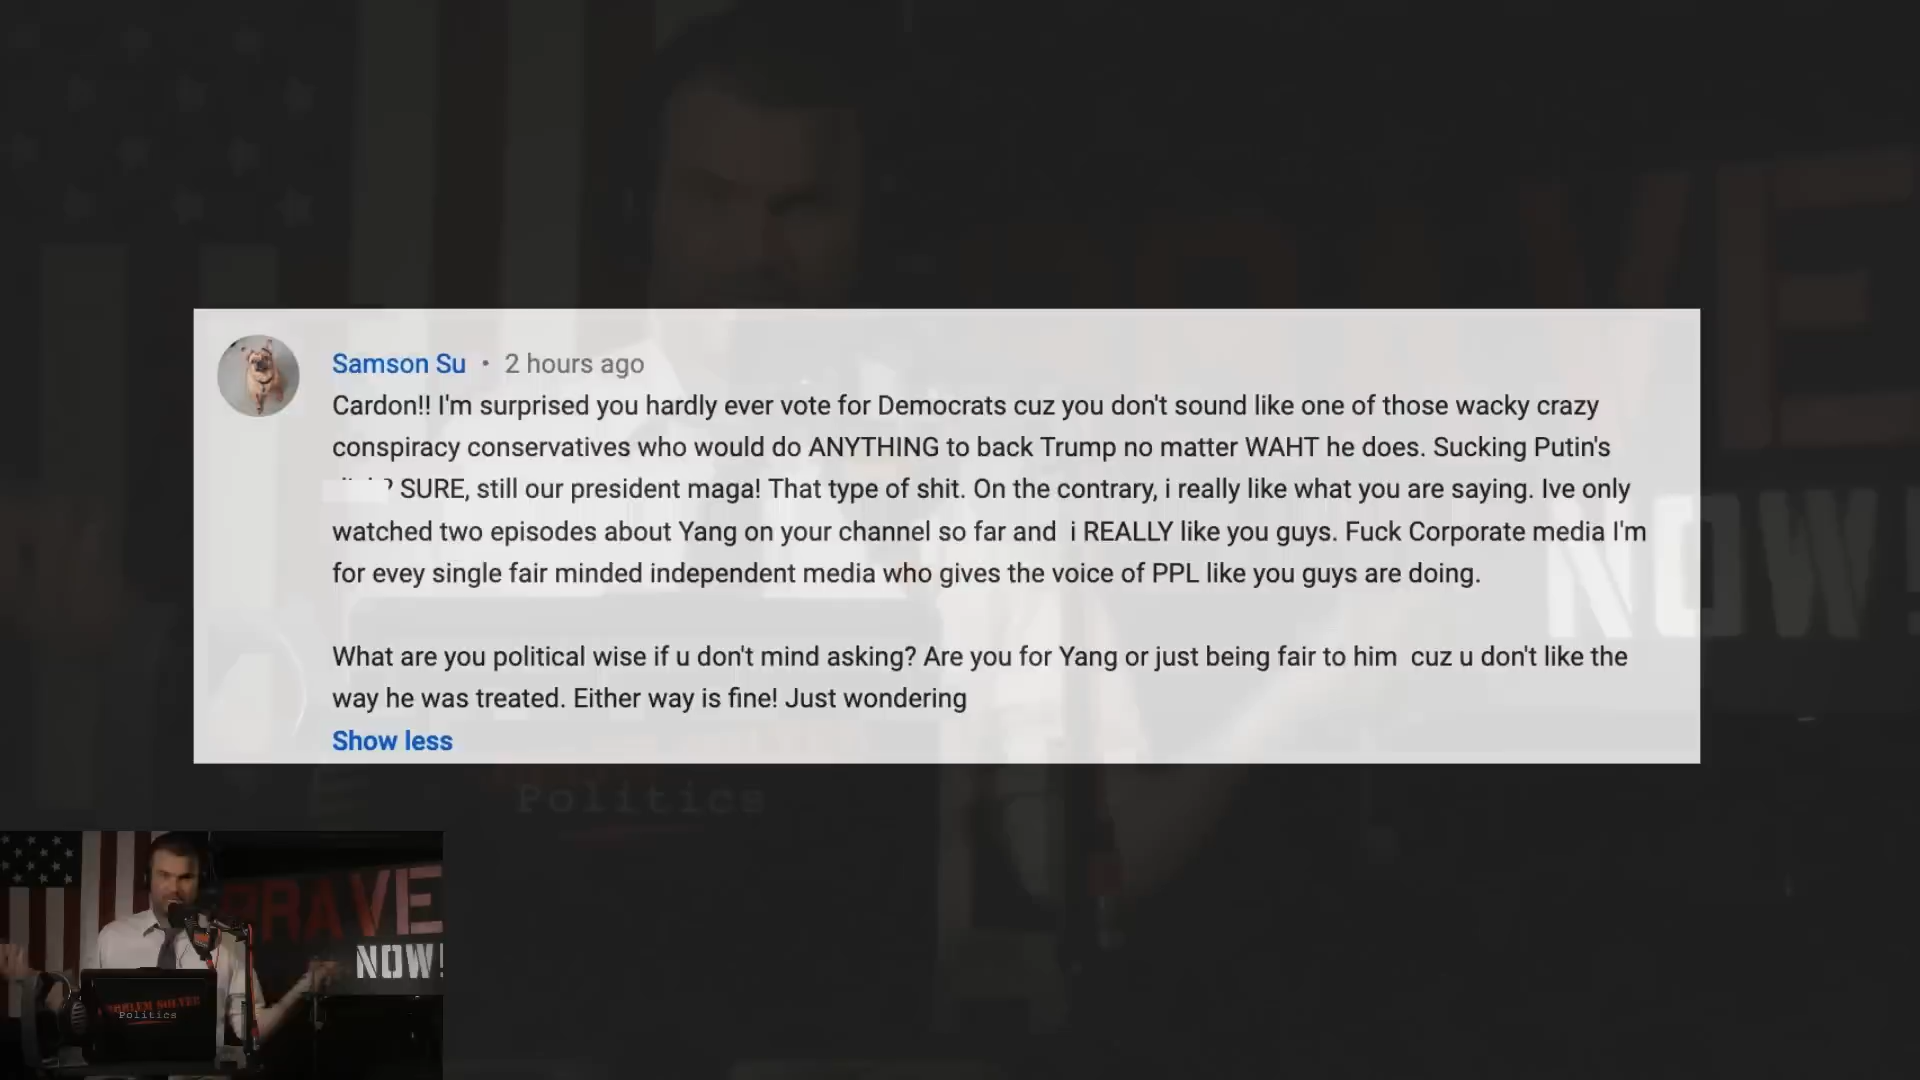 Samson Su • 2 hours ago
Cardon!! I'm surprised you hardly ever vote for Democrats cuz you don't sound like one of those wacky crazy
conspiracy conservatives who would do ANYTHING to back Trump no matter WAHT he does. Sucking Putin's
? SURE, still our president maga! That type of shit. On the contrary, i really like what you are saying. Ive only
watched two episodes about Yang on your channel so far and i REALLY like you guys. Fuck Corporate media I'm
for evey single fair minded independent media who gives the voice of PPL like you guys are doing.
What are you political wise if u don't mind asking? Are you for Yang or just being fair to him cuz u don't like the
way he was treated. Either way is fine! Just wondering
Show less
VE
NOW!
Politics
BRAVE
NOW!
PROBLEM SOLVER
Politics